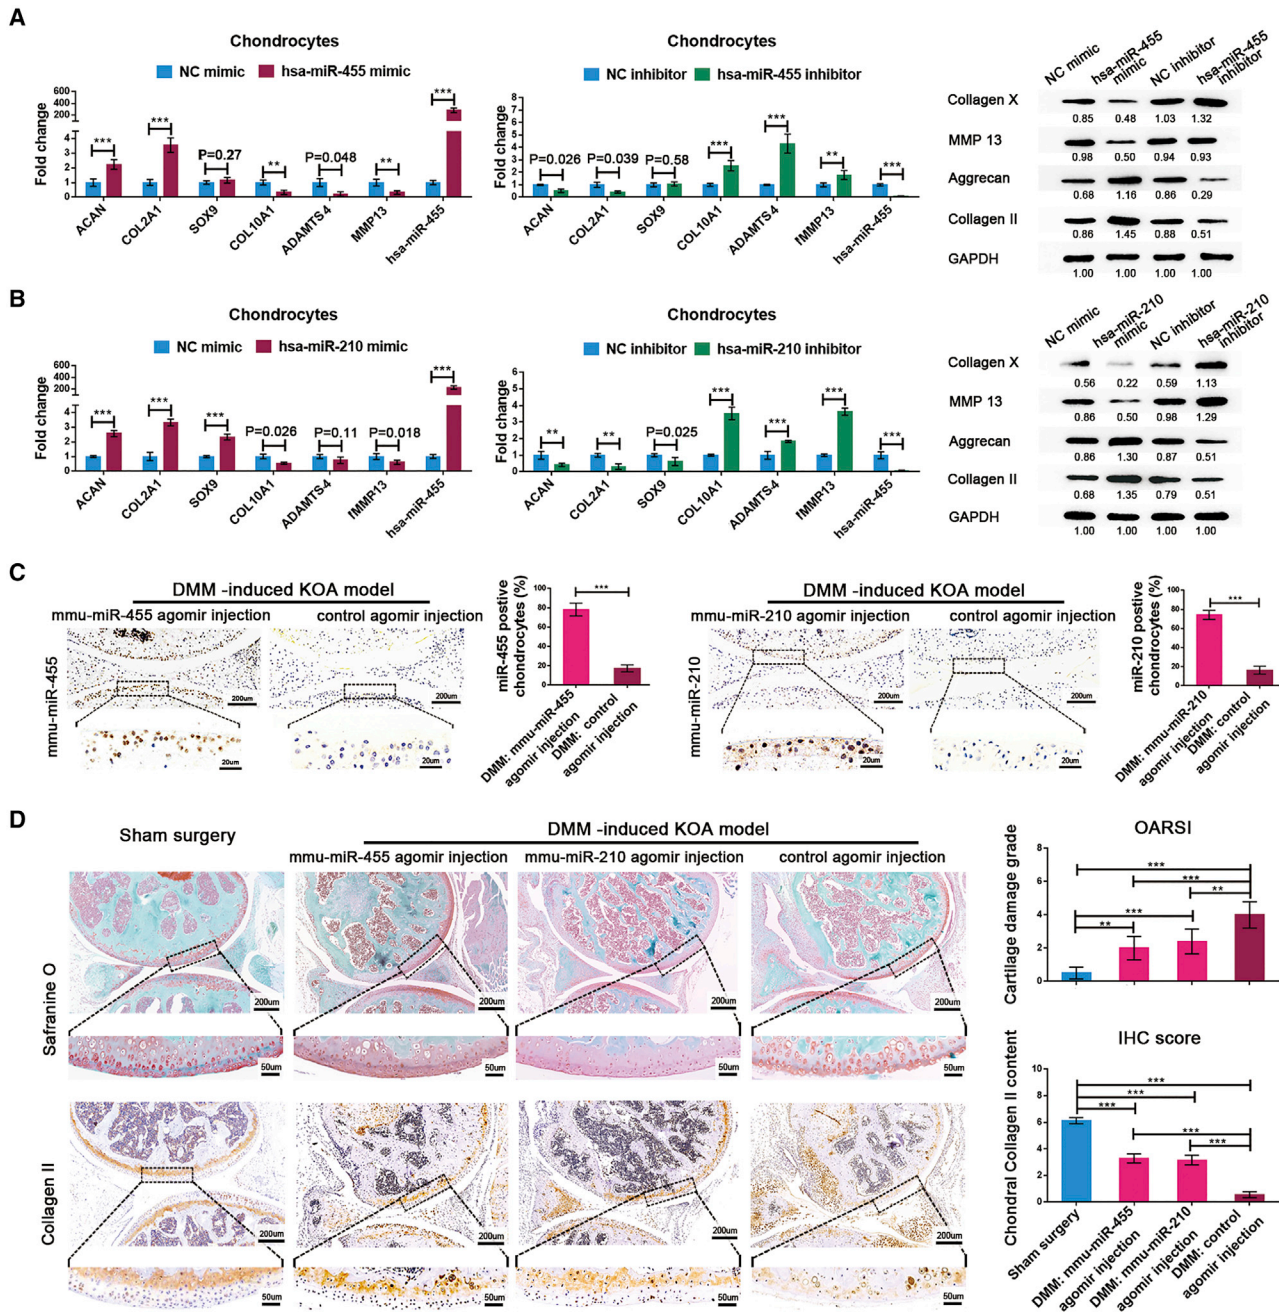 A
Chondrocytes
NC mimic hsa-miR-455 mimic
Fold change
600
400
200
4
3
2
1
0
*** *** P=0.27 ** P=0.048 ** ***
ACAN COL2A1 SOX9 COL10A1 ADAMTS4 MMP13 hsa-miR-455
Chondrocytes
NC inhibitor hsa-miR-455 inhibitor
Fold change
8
7
6
5
4
3
2
1
0
P=0.026 P=0.039 P=0.58 *** *** ** ***
ACAN COL2A1 SOX9 COL10A1 ADAMTS4 fMMP13 hsa-miR-455
NC mimic hsa-miR-455 mimic NC inhibitor hsa-miR-455 inhibitor
Collagen X
0.85 0.48 1.03 1.32
MMP 13
0.98 0.50 0.94 0.93
Aggrecan
0.68 1.16 0.86 0.29
Collagen II
0.86 1.45 0.88 0.51
GAPDH
1.00 1.00 1.00 1.00
B
Chondrocytes
NC mimic hsa-miR-210 mimic
Fold change
600
400
200
4
3
2
1
0
*** *** *** P=0.026 P=0.11 P=0.018 ***
ACAN COL2A1 SOX9 COL10A1 ADAMTS4 fMMP13 hsa-miR-455
Chondrocytes
NC inhibitor hsa-miR-210 inhibitor
Fold change
6
5
4
3
2
1
0
** ** P=0.025 *** *** *** ***
ACAN COL2A1 SOX9 COL10A1 ADAMTS4 fMMP13 hsa-miR-455
NC mimic hsa-miR-210 mimic NC inhibitor hsa-miR-210 inhibitor
Collagen X
0.56 0.22 0.59 1.13
MMP 13
0.86 0.50 0.98 1.29
Aggrecan
0.86 1.30 0.87 0.51
Collagen II
0.68 1.35 0.79 0.51
GAPDH
1.00 1.00 1.00 1.00
C
DMM -induced KOA model
mmu-miR-455 agomir injection control agomir injection
mmu-miR-455
200um 200um
20um 20um
miR-455 postive chondrocytes (%)
100
80
60
40
20
0
***
DMM: mmu-miR-455 agomir injection
DMM: control agomir injection
DMM -induced KOA model
mmu-miR-210 agomir injection control agomir injection
mmu-miR-210
200um 200um
20um 20um
miR-210 postive chondrocytes (%)
100
80
60
40
20
0
***
DMM: mmu-miR-210 agomir injection
DMM: control agomir injection
D
Sham surgery
DMM -induced KOA model
mmu-miR-455 agomir injection mmu-miR-210 agomir injection control agomir injection
Safranine O
200um 200um 200um 200um
50um 50um 50um 50um
Collagen II
200um 200um 200um 200um
50um 50um 50um 50um
OARSI
Cartilage damage grade
8
6
4
2
0
***
***
**
***
**
IHC score
Chondral Collagen II content
10
8
6
4
2
0
***
***
***
***
***
Sham surgery
DMM: mmu-miR-455 agomir injection
DMM: mmu-miR-210 agomir injection
DMM: control agomir injection